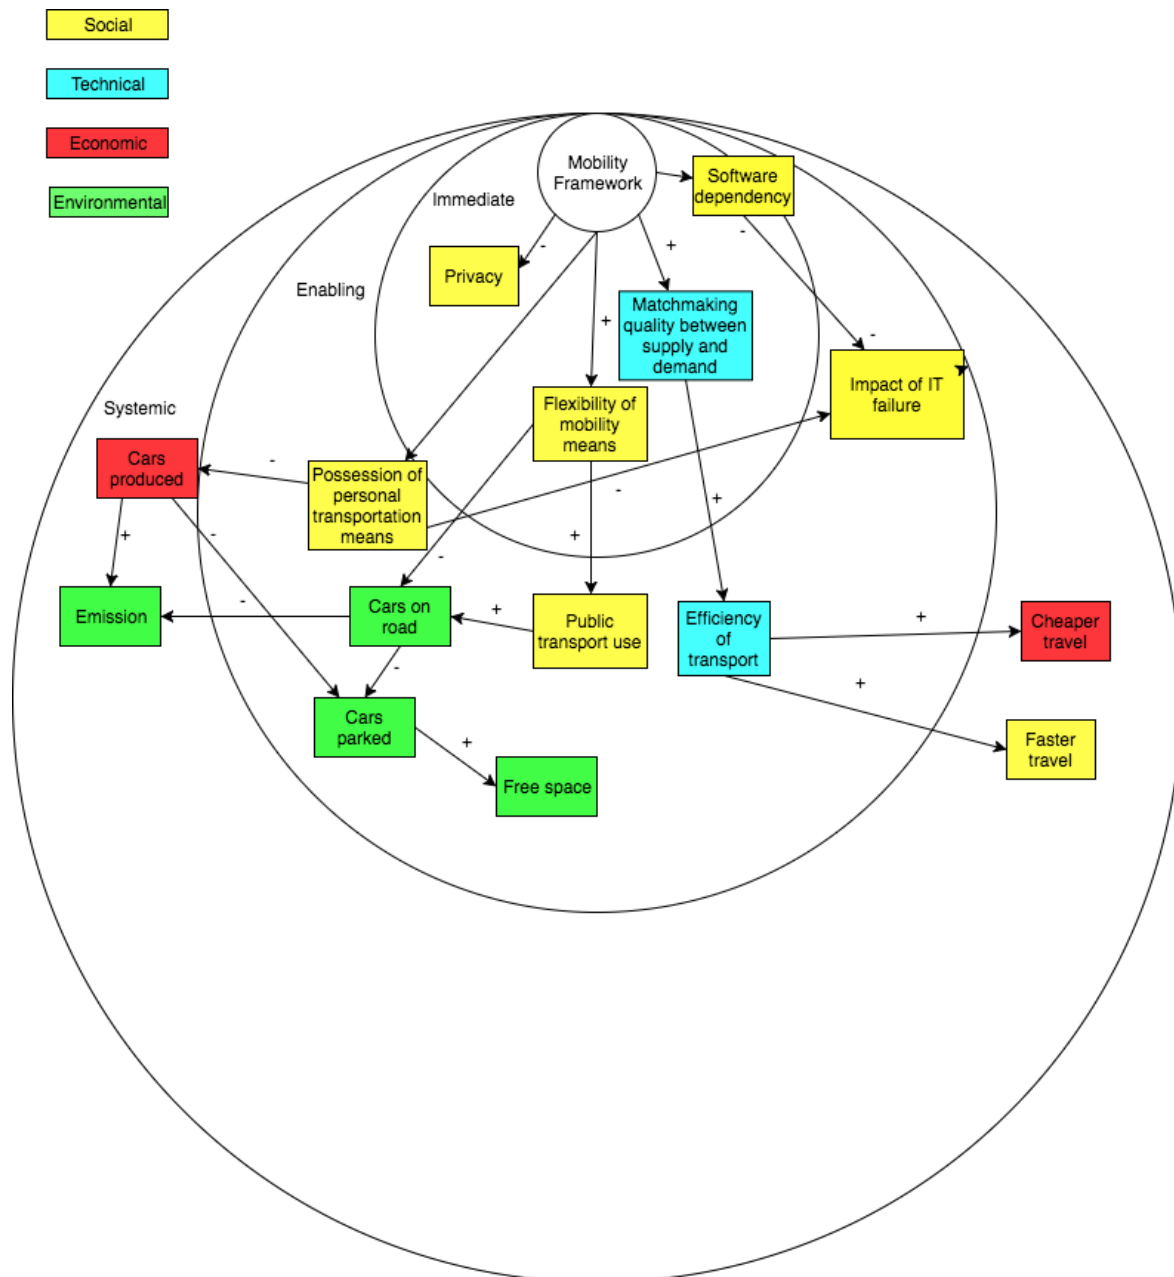 Social
Technical
Economic
Environmental
Mobility
Framework
Software
dependency
Immediate
-
+
-
Privacy
Enabling
Matchmaking
quality between
supply and
demand
+
-
Impact of IT
failure
Systemic
Flexibility of
mobility
means
Cars
produced
-
Possession of
personal
transportation
means
-
+
+
-
+
-
Emission
-
Cars on
road
+
Public
transport use
Efficiency
of
transport
+
Cheaper
travel
-
+
Cars
parked
+
Faster
travel
Free space